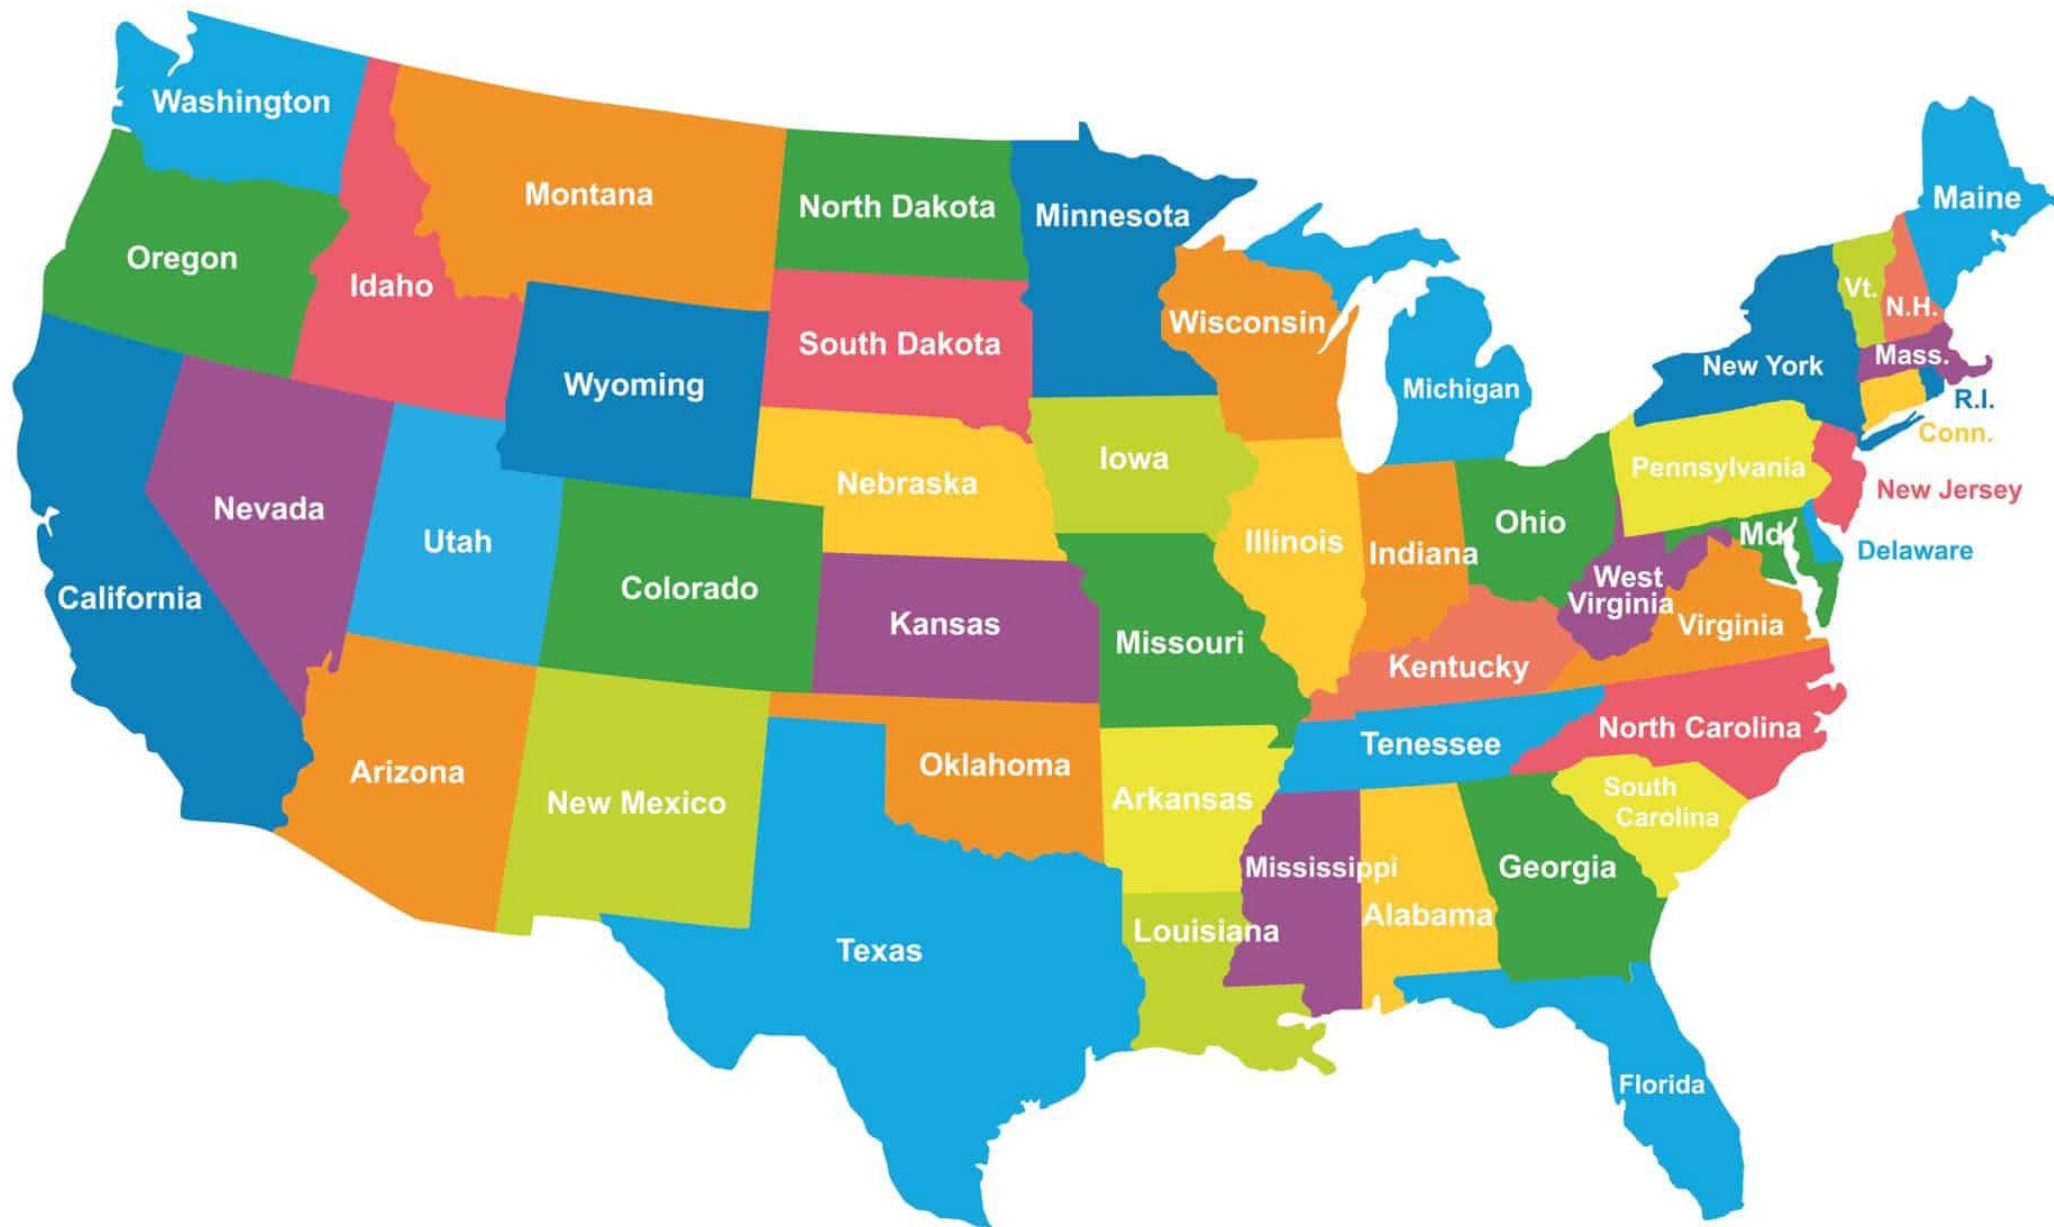 Washington
Montana
North Dakota
Minnesota
Maine
Oregon
Idaho
Vt.
N.H.
Wisconsin
South Dakota
Wyoming
New York
Mass.
Michigan
R.I.
Conn.
Iowa
Nebraska
Pennsylvania
New Jersey
Nevada
Utah
Ohio
Md
Illinois
Indiana
Delaware
West
Virginia
California
Colorado
Kansas
Missouri
Virginia
Kentucky
North Carolina
Tenessee
Oklahoma
Arizona
New Mexico
Arkansas
South
Carolina
Mississippi
Georgia
Alabama
Louisiana
Texas
Florida